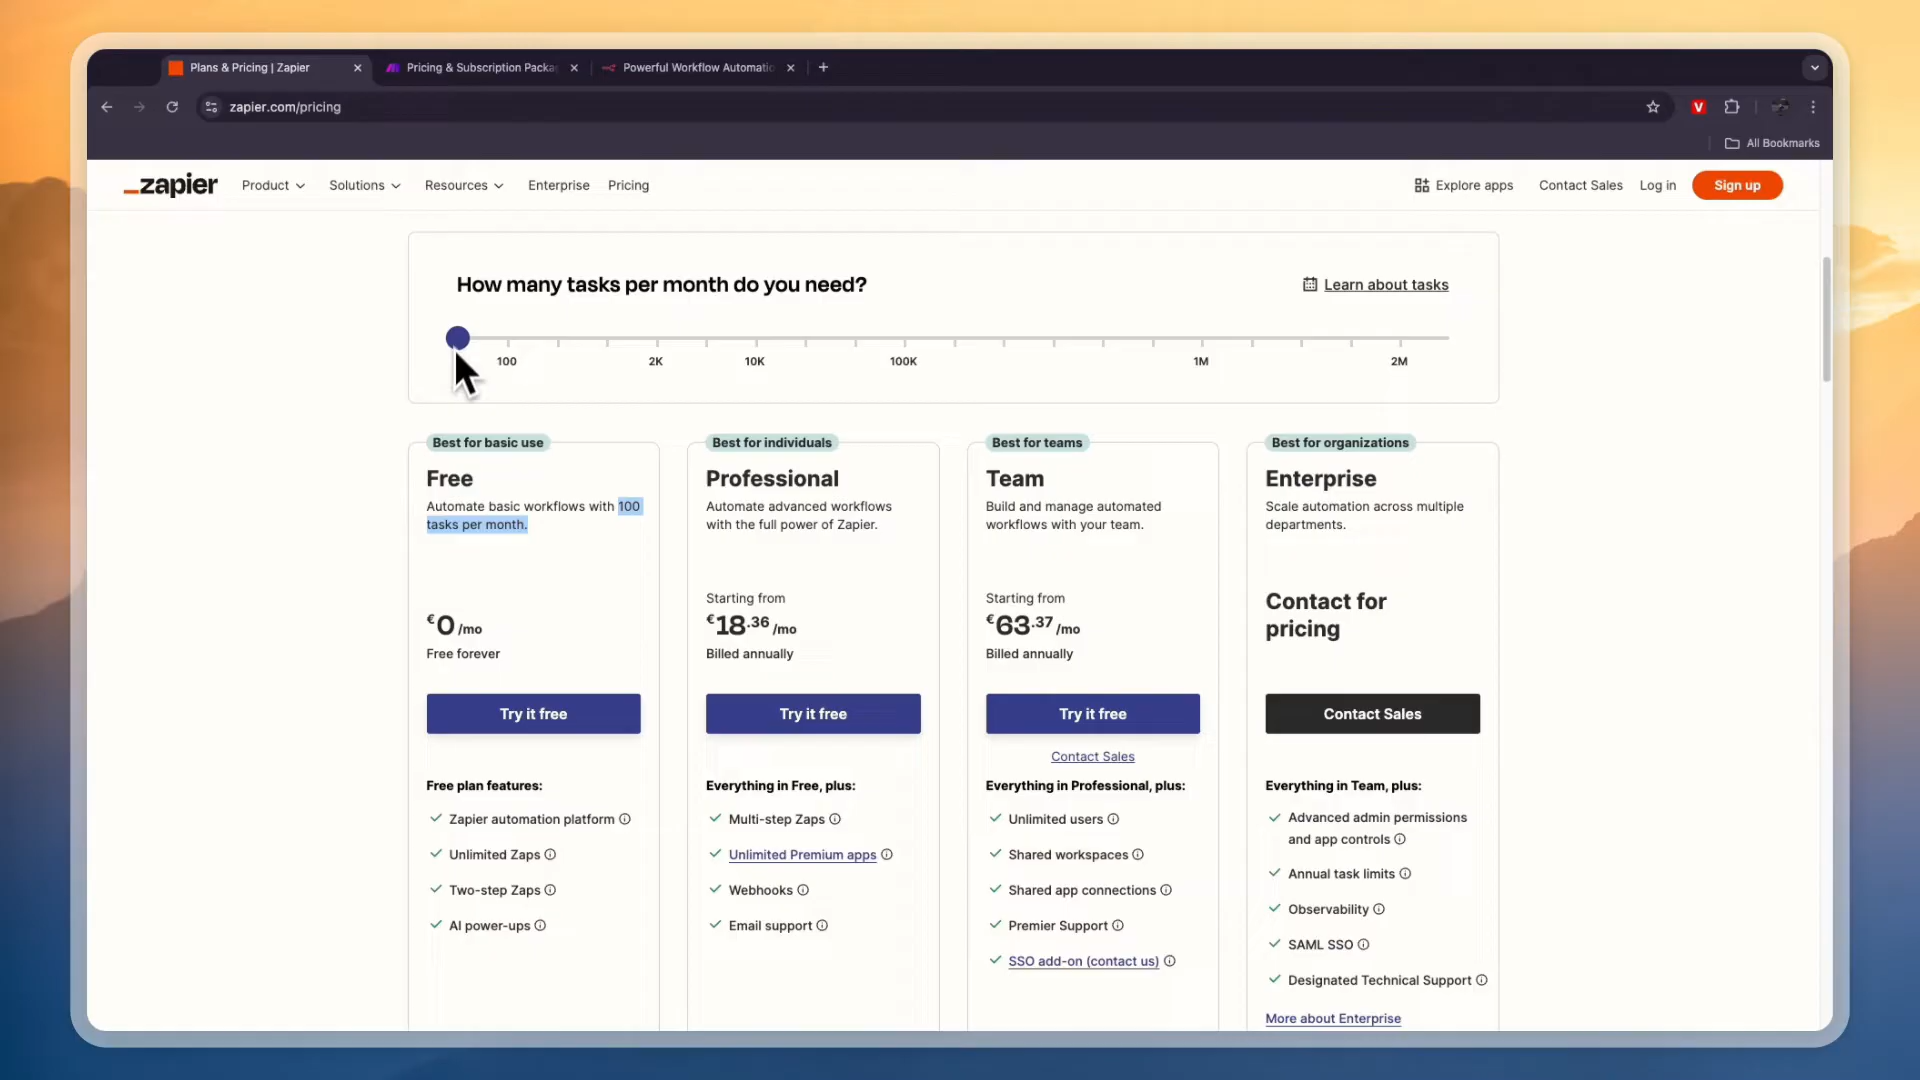 Plans & Pricing | Zapier
Pricing & Subscription Packa
Powerful Workflow Automatic
zapier.com/pricing
V
All Bookmarks
_zapier
Product
Solutions
Resources
Enterprise
Pricing
Explore apps
Contact Sales
Log in
Sign up
How many tasks per month do you need?
Learn about tasks
100
2K
10K
100K
1M
2M
Best for basic use
Free
Automate basic workflows with 100
tasks per month.
€0 /mo
Free forever
Try it free
Free plan features:
Zapier automation platform
Unlimited Zaps
Two-step Zaps
AI power-ups
Best for individuals
Professional
Automate advanced workflows
with the full power of Zapier.
Starting from
€18.36 /mo
Billed annually
Try it free
Everything in Free, plus:
Multi-step Zaps
Unlimited Premium apps
Webhooks
Email support
Best for teams
Team
Build and manage automated
workflows with your team.
Starting from
€63.37 /mo
Billed annually
Try it free
Contact Sales
Everything in Professional, plus:
Unlimited users
Shared workspaces
Shared app connections
Premier Support
SSO add-on (contact us)
Best for organizations
Enterprise
Scale automation across multiple
departments.
Contact for
pricing
Contact Sales
Everything in Team, plus:
Advanced admin permissions
and app controls
Annual task limits
Observability
SAML SSO
Designated Technical Support
More about Enterprise